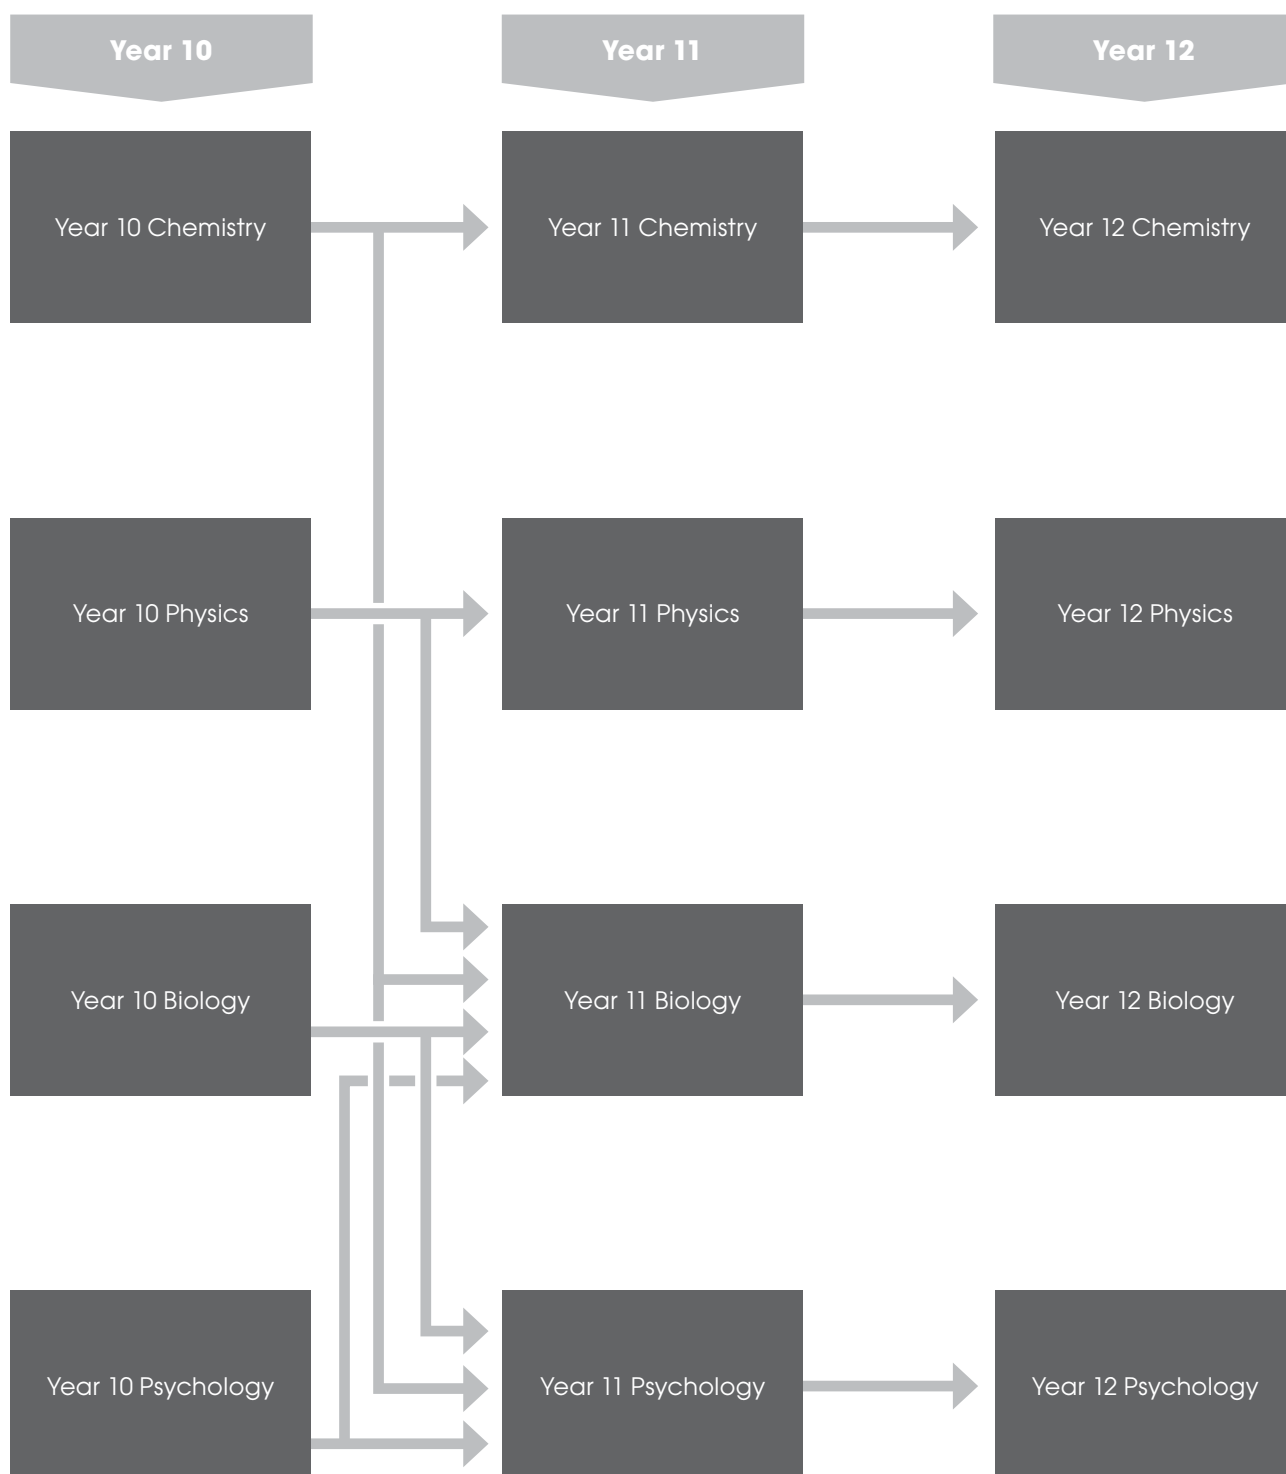 Year 10
Year 11
Year 12
Year 10 Chemistry
Year 11 Chemistry
Year 12 Chemistry
Year 10 Physics
Year 11 Physics
Year 12 Physics
Year 10 Biology
Year 11 Biology
Year 12 Biology
Year 10 Psychology
Year 11 Psychology
Year 12 Psychology